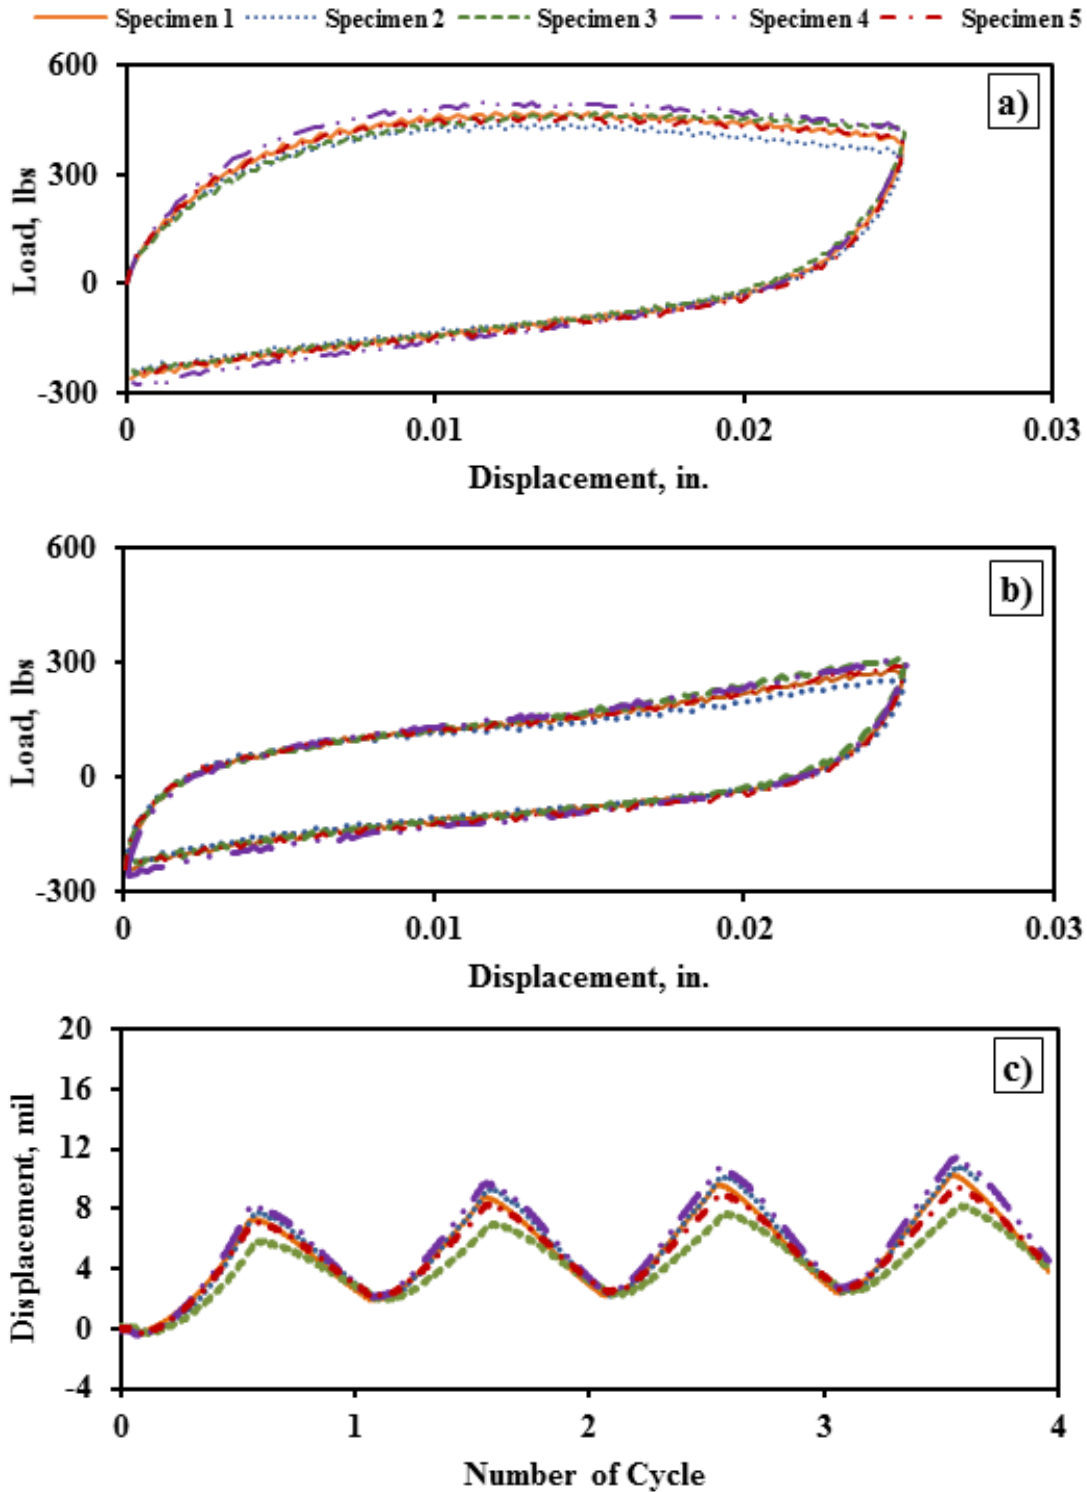 Specimen 1 Specimen 2 Specimen 3 Specimen 4 Specimen 5
a)
Load, lbs
600
300
0
-300
0 0.01 0.02 0.03
Displacement, in.
b)
Load, lbs
600
300
0
-300
0 0.01 0.02 0.03
Displacement, in.
c)
Displacement, mil
20
16
12
8
4
0
-4
0 1 2 3 4
Number of Cycle